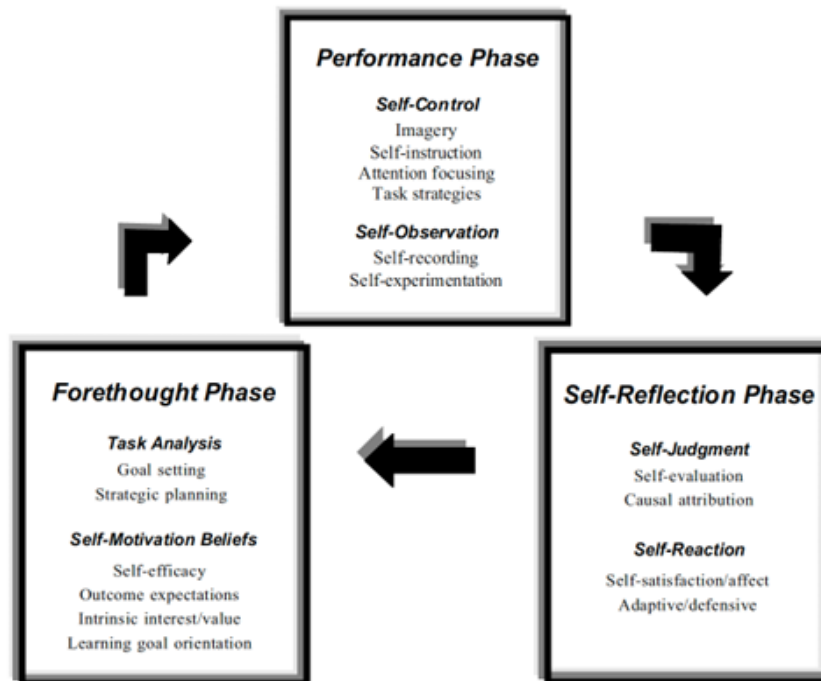 Performance Phase
Self-Control
Imagery
Self-instruction
Attention focusing
Task strategies
Self-Observation
Self-recording
Self-experimentation
Forethought Phase
Task Analysis
Goal setting
Strategic planning
Self-Motivation Beliefs
Self-efficacy
Outcome expectations
Intrinsic interest/value
Learning goal orientation
Self-Reflection Phase
Self-Judgment
Self-evaluation
Causal attribution
Self-Reaction
Self-satisfaction/affect
Adaptive/defensive